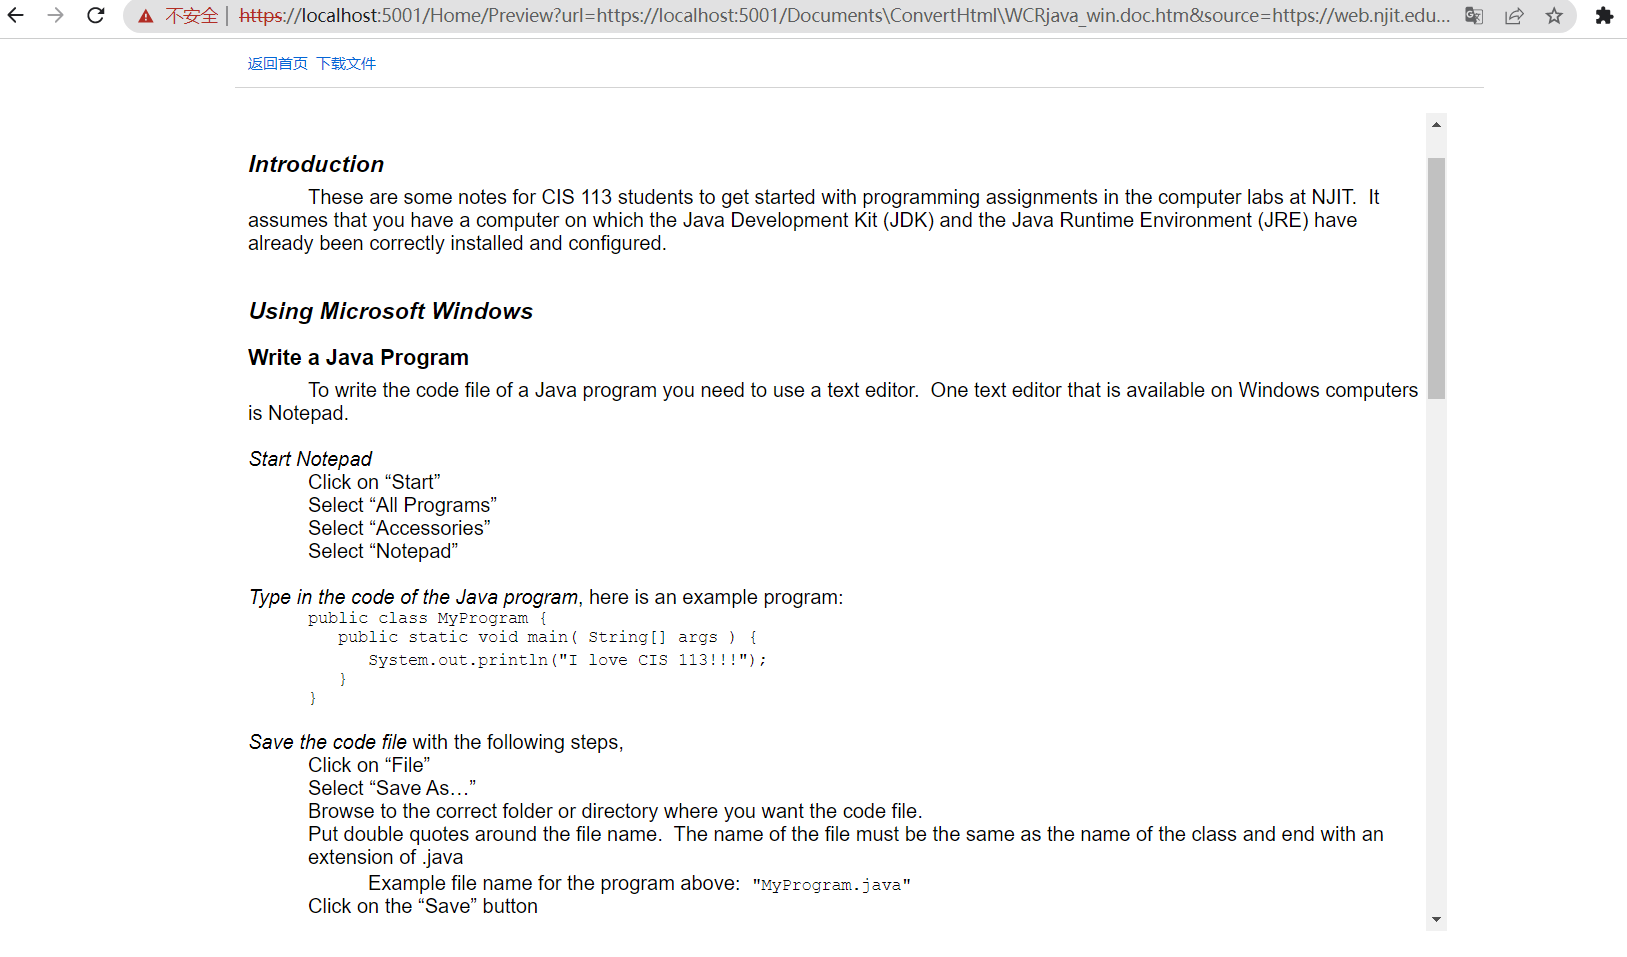 不安全 | https://localhost:5001/Home/Preview?url=https://localhost:5001/Documents\ConvertHtml\WCRjava_win.doc.htm&source=https://web.njit.edu...
返回首页 下载文件
Introduction
These are some notes for CIS 113 students to get started with programming assignments in the computer labs at NJIT.  It
assumes that you have a computer on which the Java Development Kit (JDK) and the Java Runtime Environment (JRE) have
already been correctly installed and configured.
Using Microsoft Windows
Write a Java Program
To write the code file of a Java program you need to use a text editor.  One text editor that is available on Windows computers
is Notepad.
Start Notepad
Click on “Start”
Select “All Programs”
Select “Accessories”
Select “Notepad”
Type in the code of the Java program, here is an example program:
public class MyProgram {
public static void main( String[] args ) {
System.out.println("I love CIS 113!!!");
}
}
Save the code file with the following steps,
Click on “File”
Select “Save As…”
Browse to the correct folder or directory where you want the code file.
Put double quotes around the file name.  The name of the file must be the same as the name of the class and end with an
extension of .java
Example file name for the program above:  "MyProgram.java"
Click on the “Save” button